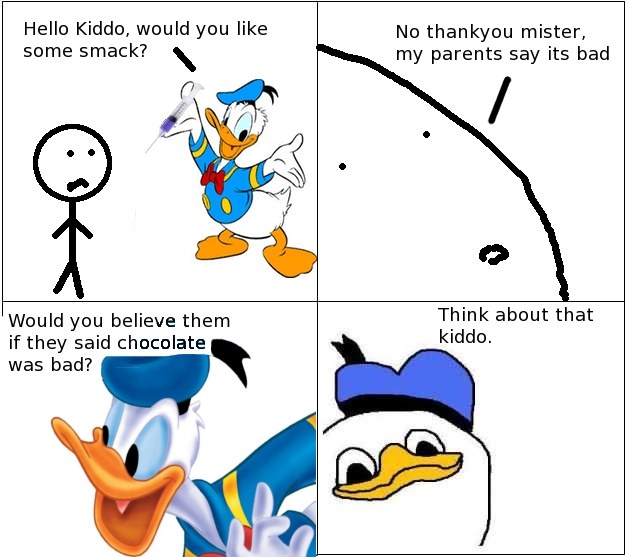 Hello Kiddo, would you like
some smack?
No thankyou mister,
my parents say its bad
Would you believe them
if they said chocolate
was bad?
Think about that
kiddo.